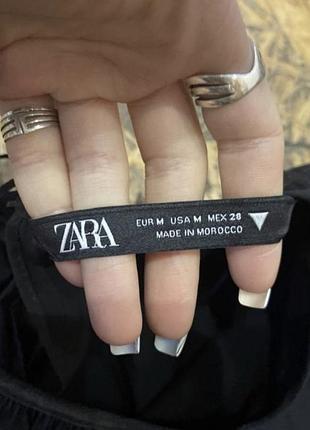 ZARA
EUR M USA M MEX 28
MADE IN MOROCCO